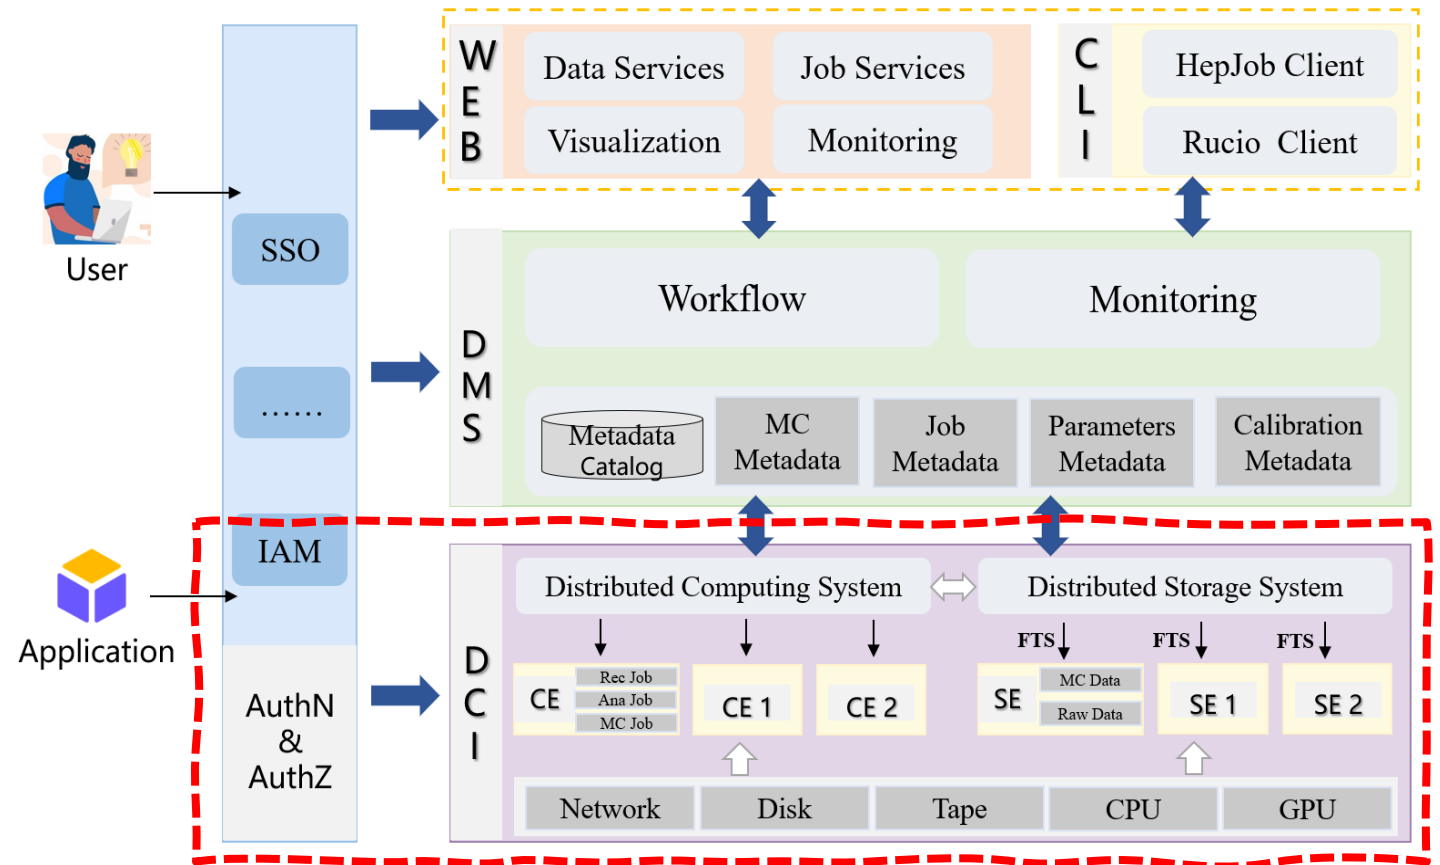 W
E
B
Data Services
Job Services
Visualization
Monitoring
C
L
I
HepJob Client
Rucio Client
User
SSO
......
IAM
Application
AuthN
&
AuthZ
D
M
S
Workflow
Monitoring
Metadata
Catalog
MC
Metadata
Job
Metadata
Parameters
Metadata
Calibration
Metadata
D
C
I
Distributed Computing System
Distributed Storage System
FTS
FTS
FTS
CE
Rec Job
Ana Job
MC Job
CE 1
CE 2
SE
MC Data
Raw Data
SE 1
SE 2
Network
Disk
Tape
CPU
GPU